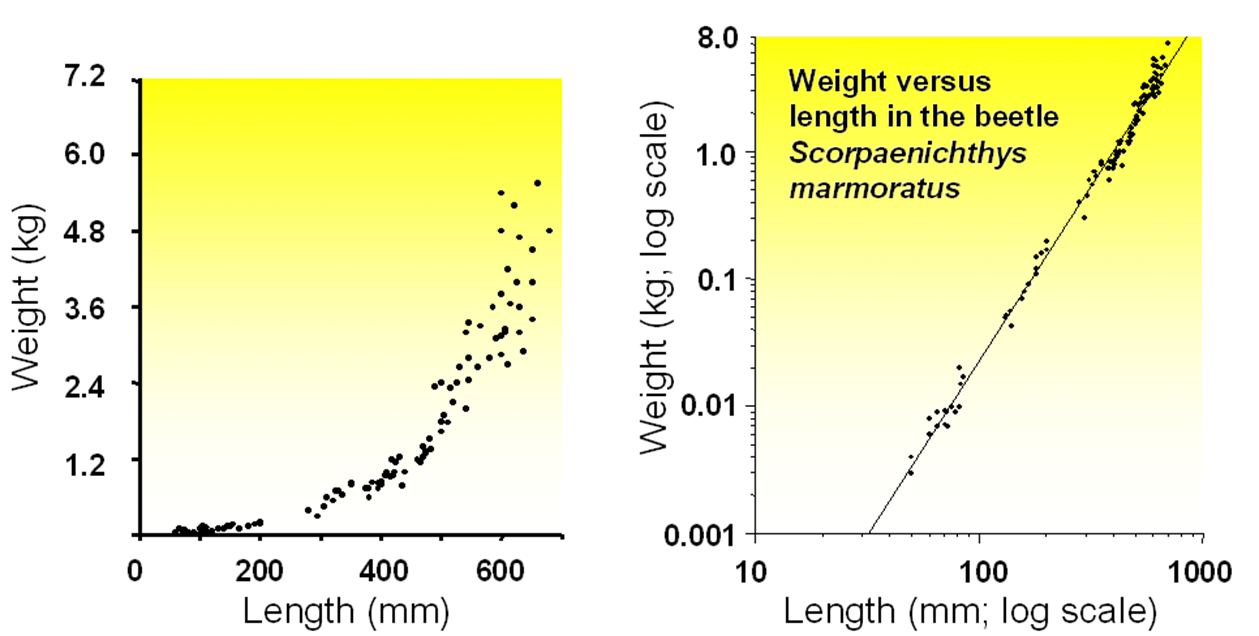 7.2
6.0
4.8
3.6
2.4
1.2
Weight (kg)
0 200 400 600
Length (mm)
Weight versus
length in the beetle
Scorpaenichthys
marmoratus
8.0
1.0
0.1
0.01
0.001
Weight (kg; log scale)
10 100 1000
Length (mm; log scale)